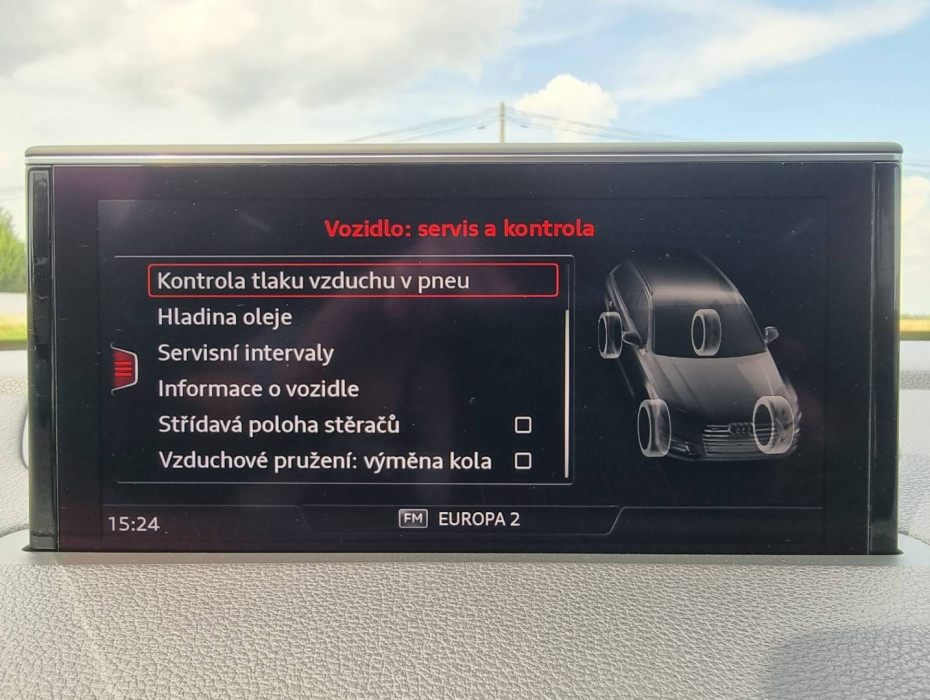 Vozidlo: servis a kontrola
Kontrola tlaku vzduchu v pneu
Hladina oleje
Servisní intervaly
Informace o vozidle
Střídavá poloha stěračů
Vzduchové pružení: výměna kola
15:24
FM EUROPA 2